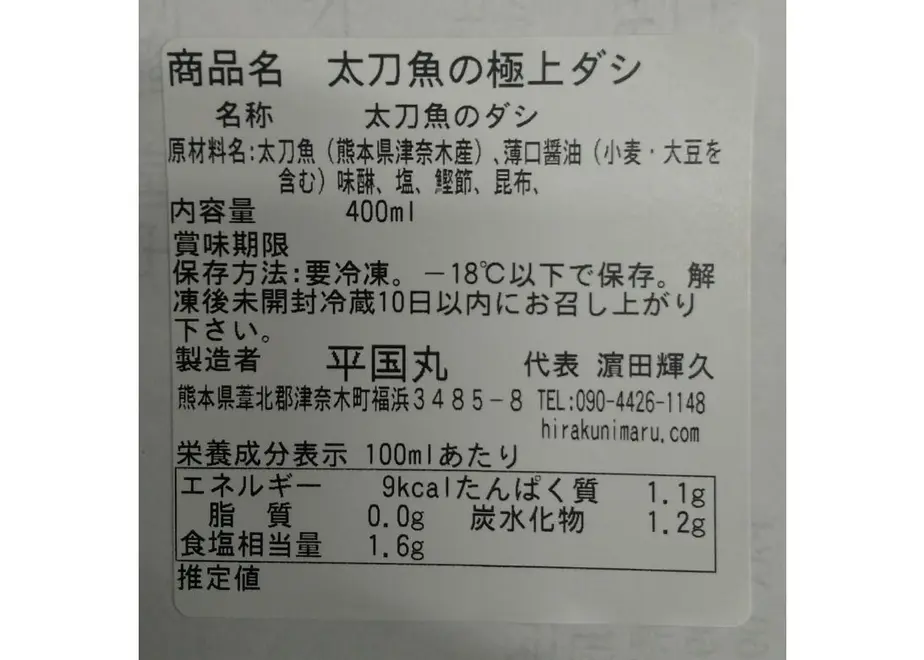 商品名　太刀魚の極上ダシ
名称　太刀魚のダシ
原材料名:太刀魚（熊本県津奈木産）､薄口醤油（小麦・大豆を
含む）味醂、塩、鰹節、昆布、
内容量　400ml
賞味期限
保存方法:要冷凍。－18℃以下で保存。解
凍後未開封冷蔵10日以内にお召し上がり
下さい。
製造者　平国丸　代表 濵田輝久
熊本県葦北郡津奈木町福浜３４８５－８ TEL:090-4426-1148
hirakunimaru.com
栄養成分表示 100mlあたり
エネルギー　9kcalたんぱく質　1.1g
脂　質　0.0g　炭水化物　1.2g
食塩相当量　1.6g
推定値